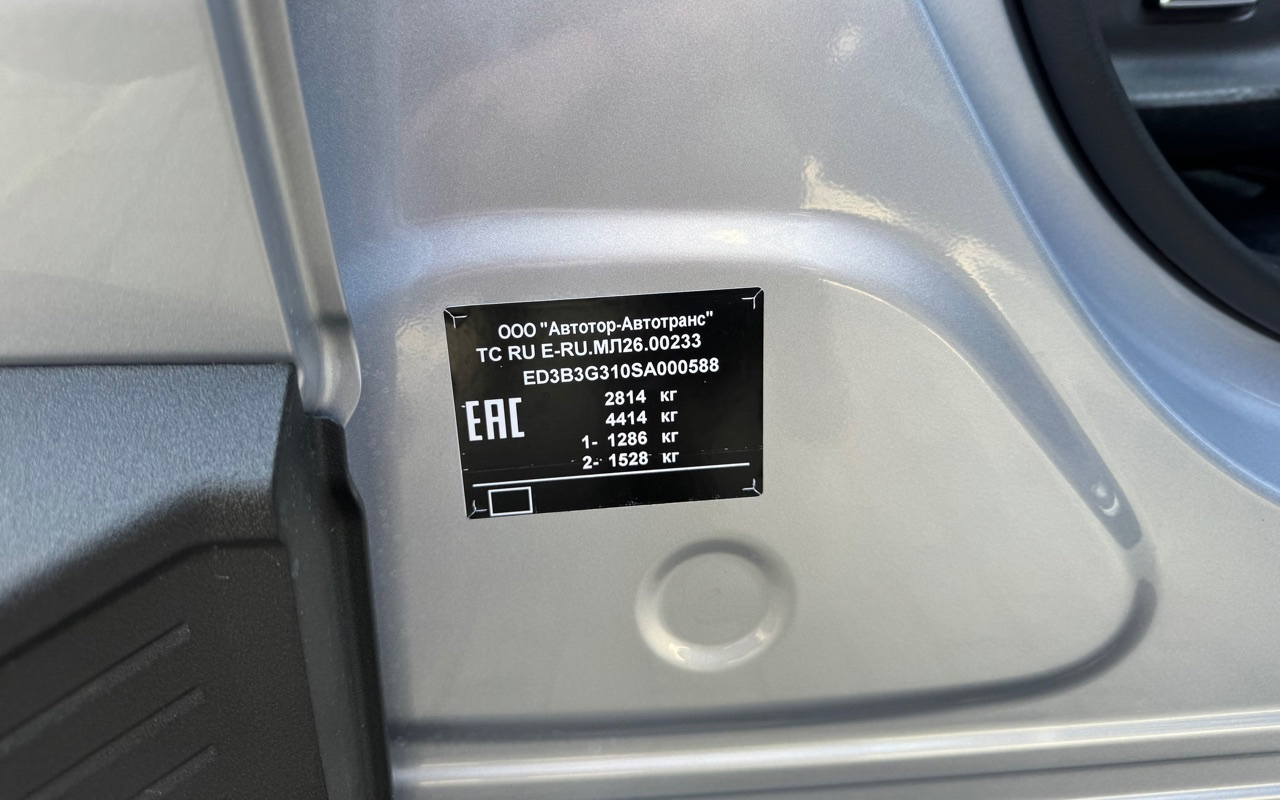 ООО "Автотор-Автотранс"
ТС RU E-RU.МЛ26.00233
ED3B3G310SA000588
EAC
2814 кг
4414 кг
1- 1286 кг
2- 1528 кг